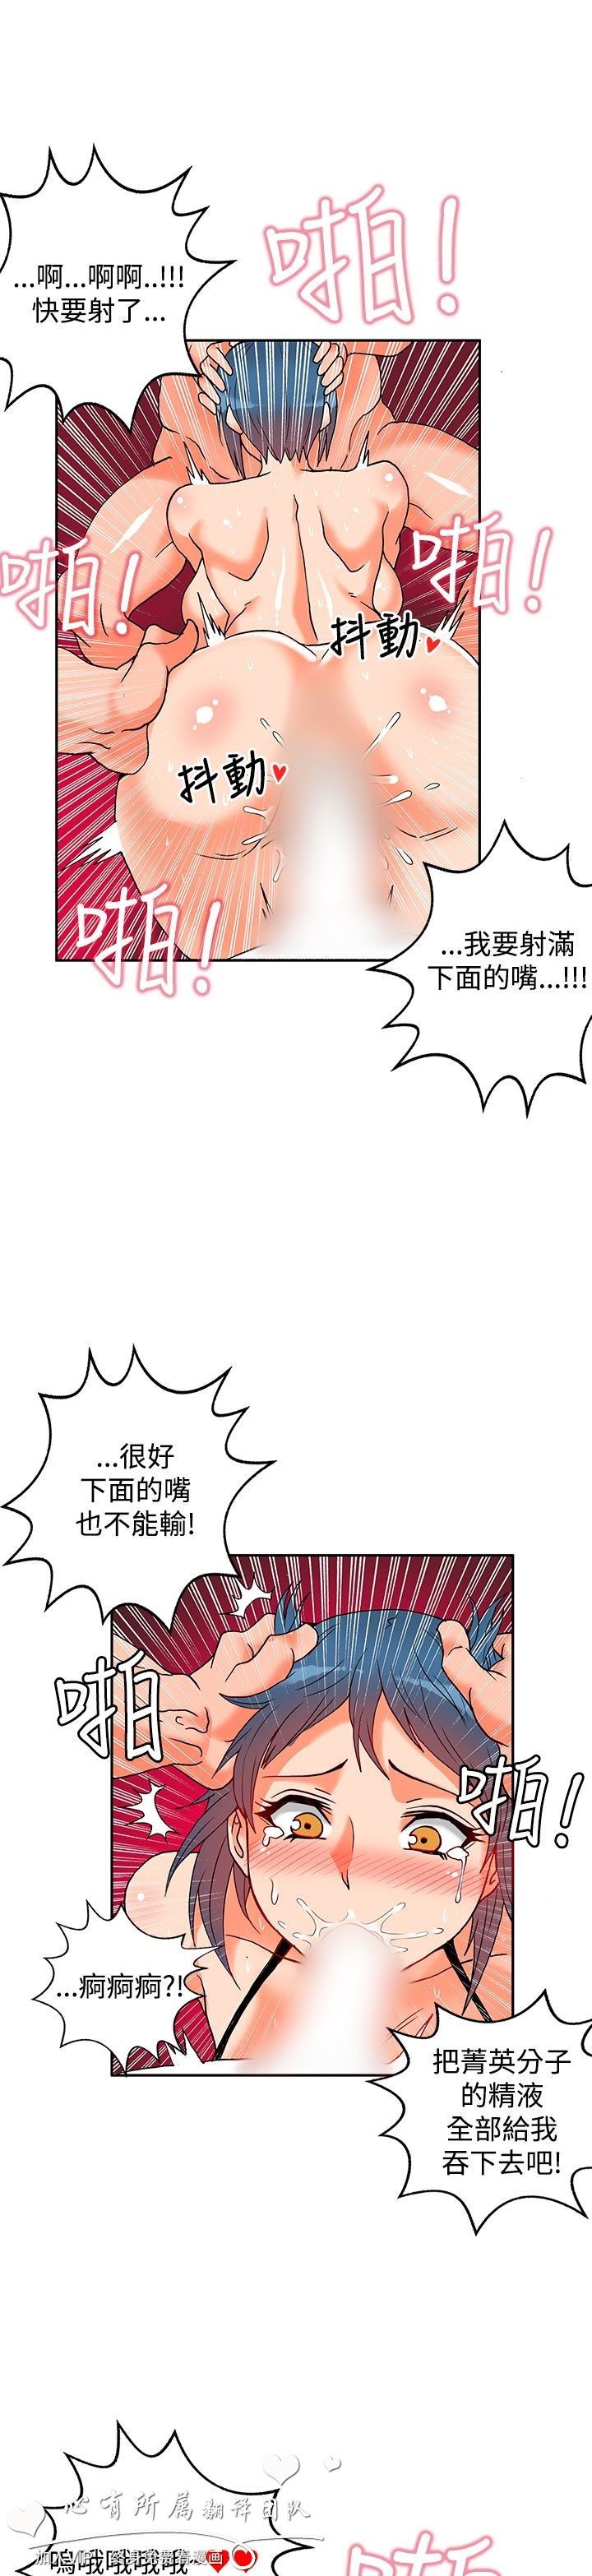 …啊…啊啊..!!!
快要射了…
啪!
啪!
啪!
抖動
抖動
啪!
…我要射滿
下面的嘴…!!!
…很好
下面的嘴
也不能輸!
啪
啪!
…痾痾痾?!
把菁英分子
的精液
全部給我
吞下去吧!
心有所属翻译团队
嗚哦哦哦哦